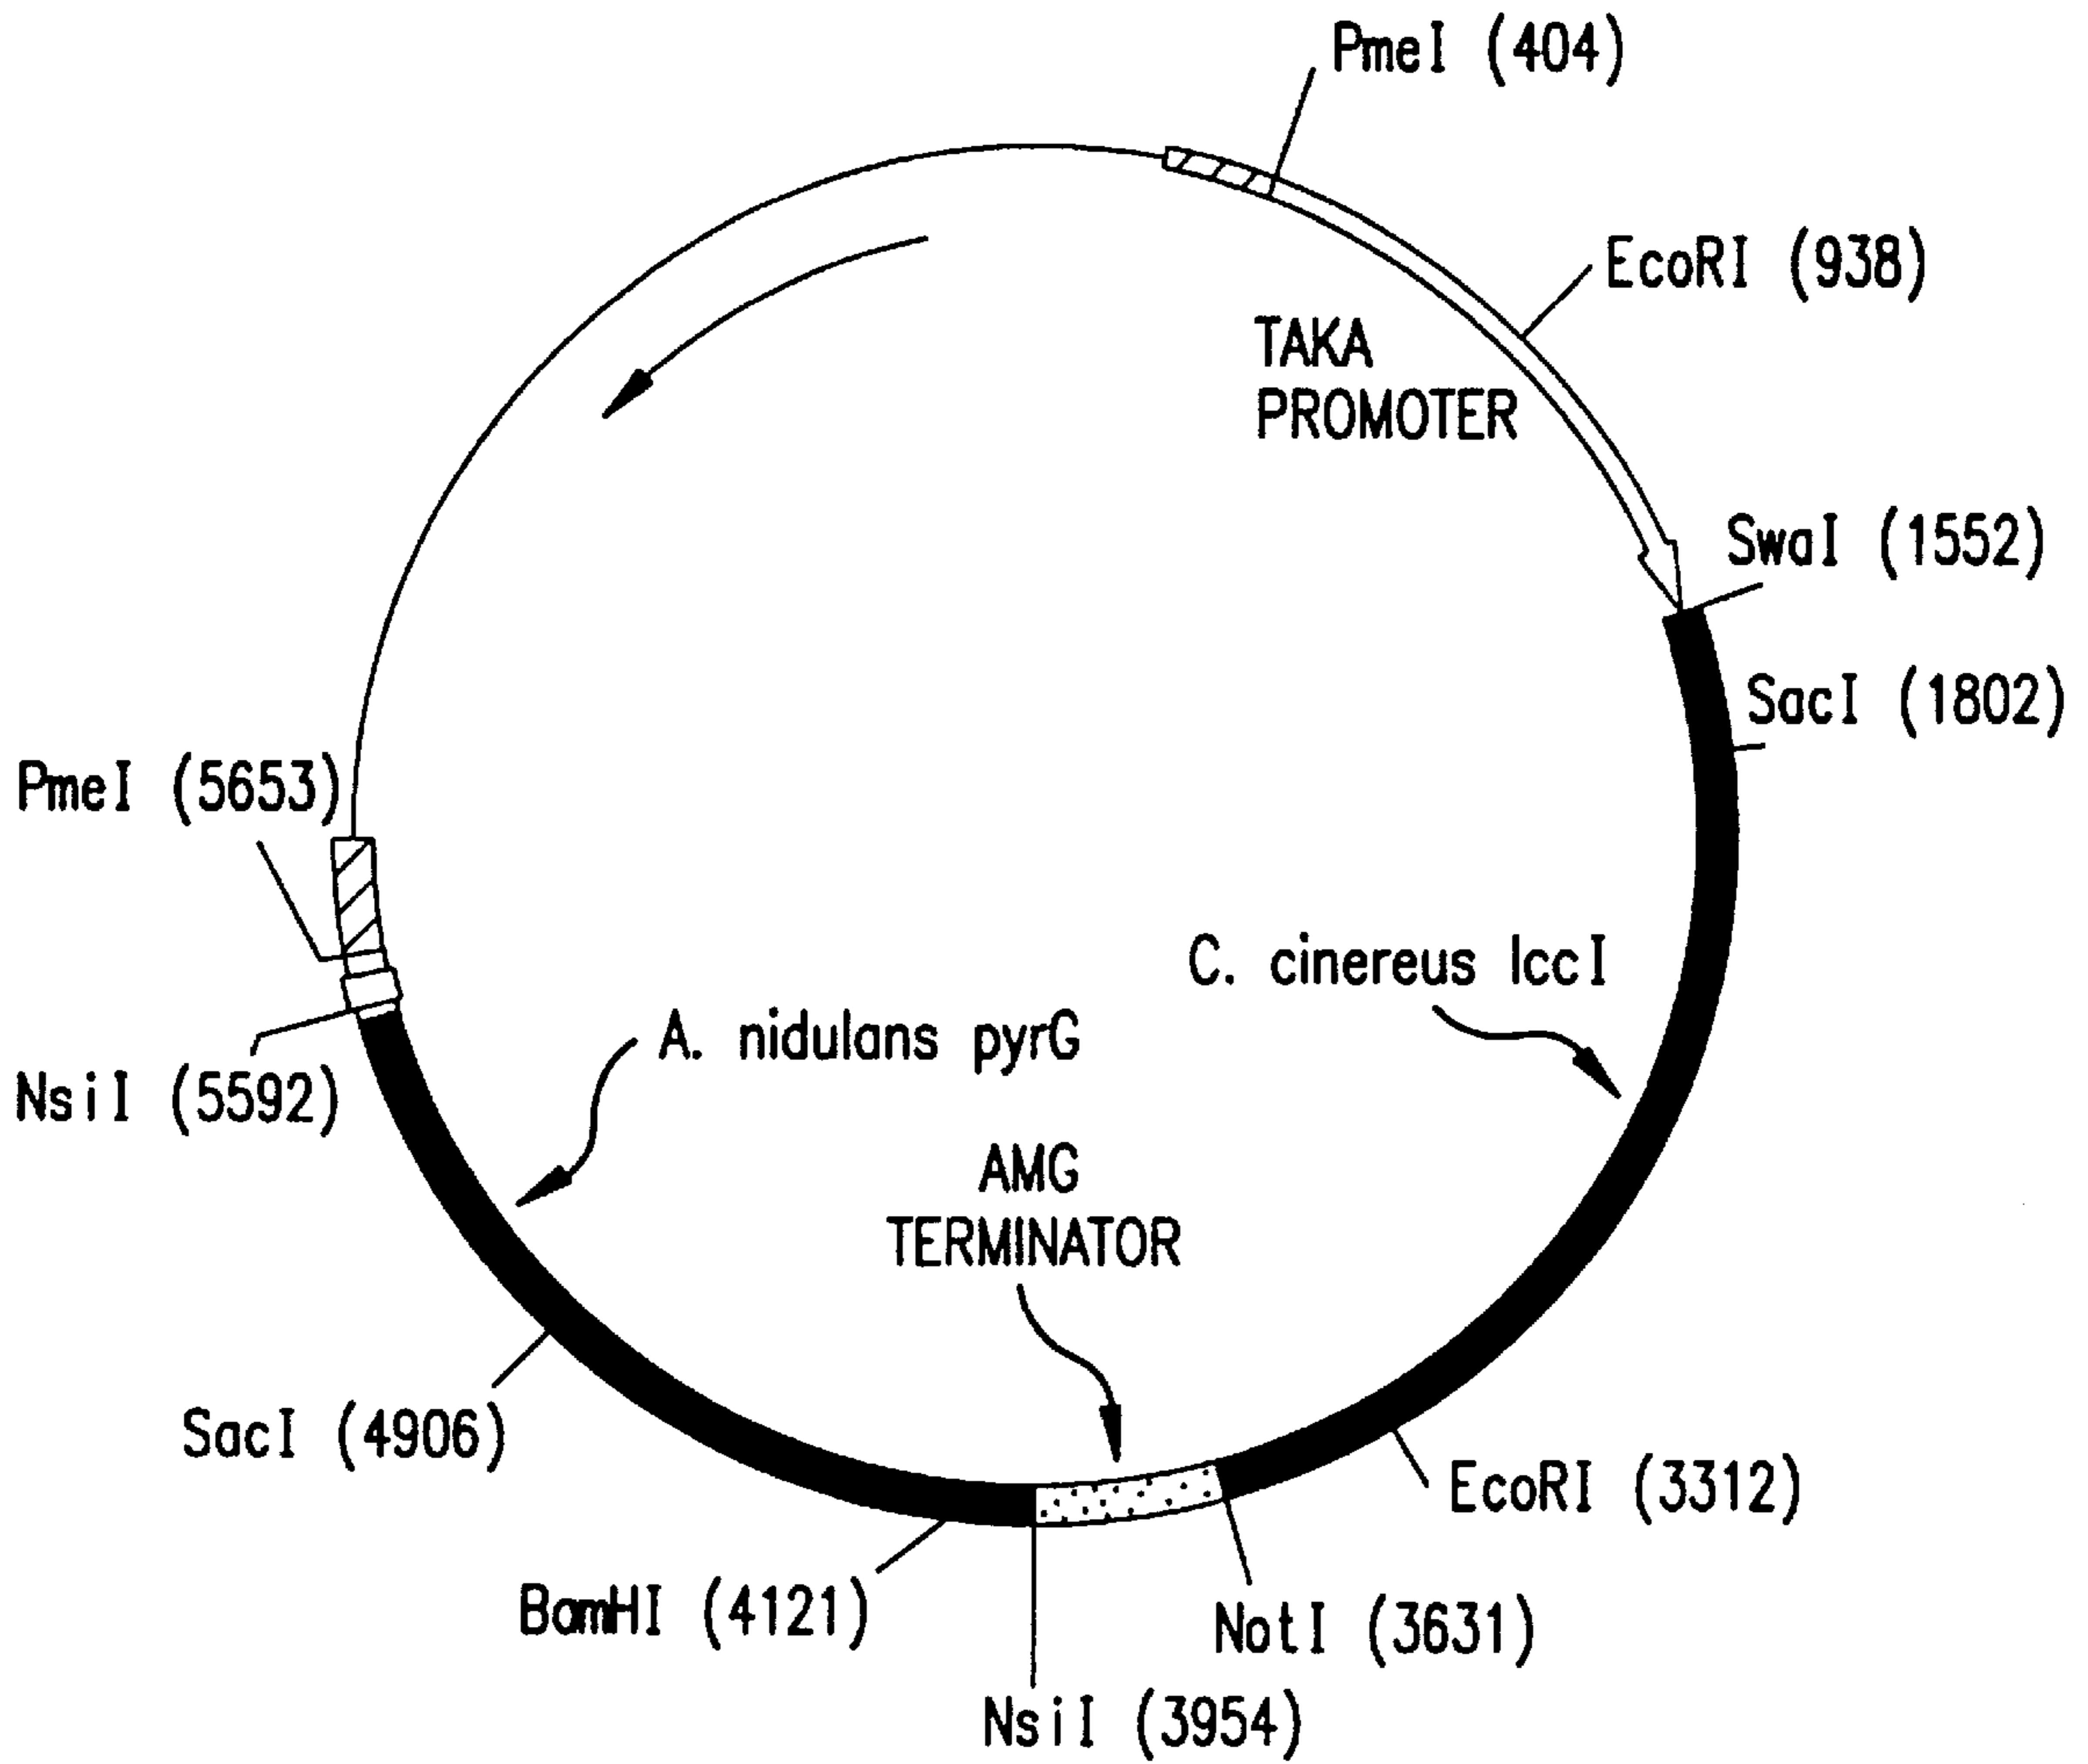 PmeI (404)
EcoRI (938)
TAKA
PROMOTER
SwaI (1552)
SacI (1802)
PmeI (5653)
C. cinereus lccI
A. nidulans pyrG
NsiI (5592)
AMG
TERMINATOR
SacI (4906)
EcoRI (3312)
BamHI (4121)
NotI (3631)
NsiI (3954)